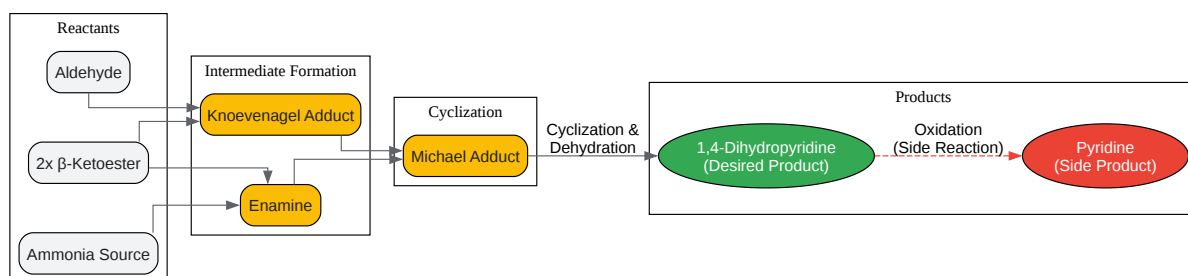 Reactants
Aldehyde
2x β-Ketoester
Ammonia Source
Intermediate Formation
Knoevenagel Adduct
Enamine
Cyclization
Michael Adduct
Cyclization &
Dehydration
Products
1,4-Dihydropyridine
(Desired Product)
Oxidation
(Side Reaction)
Pyridine
(Side Product)